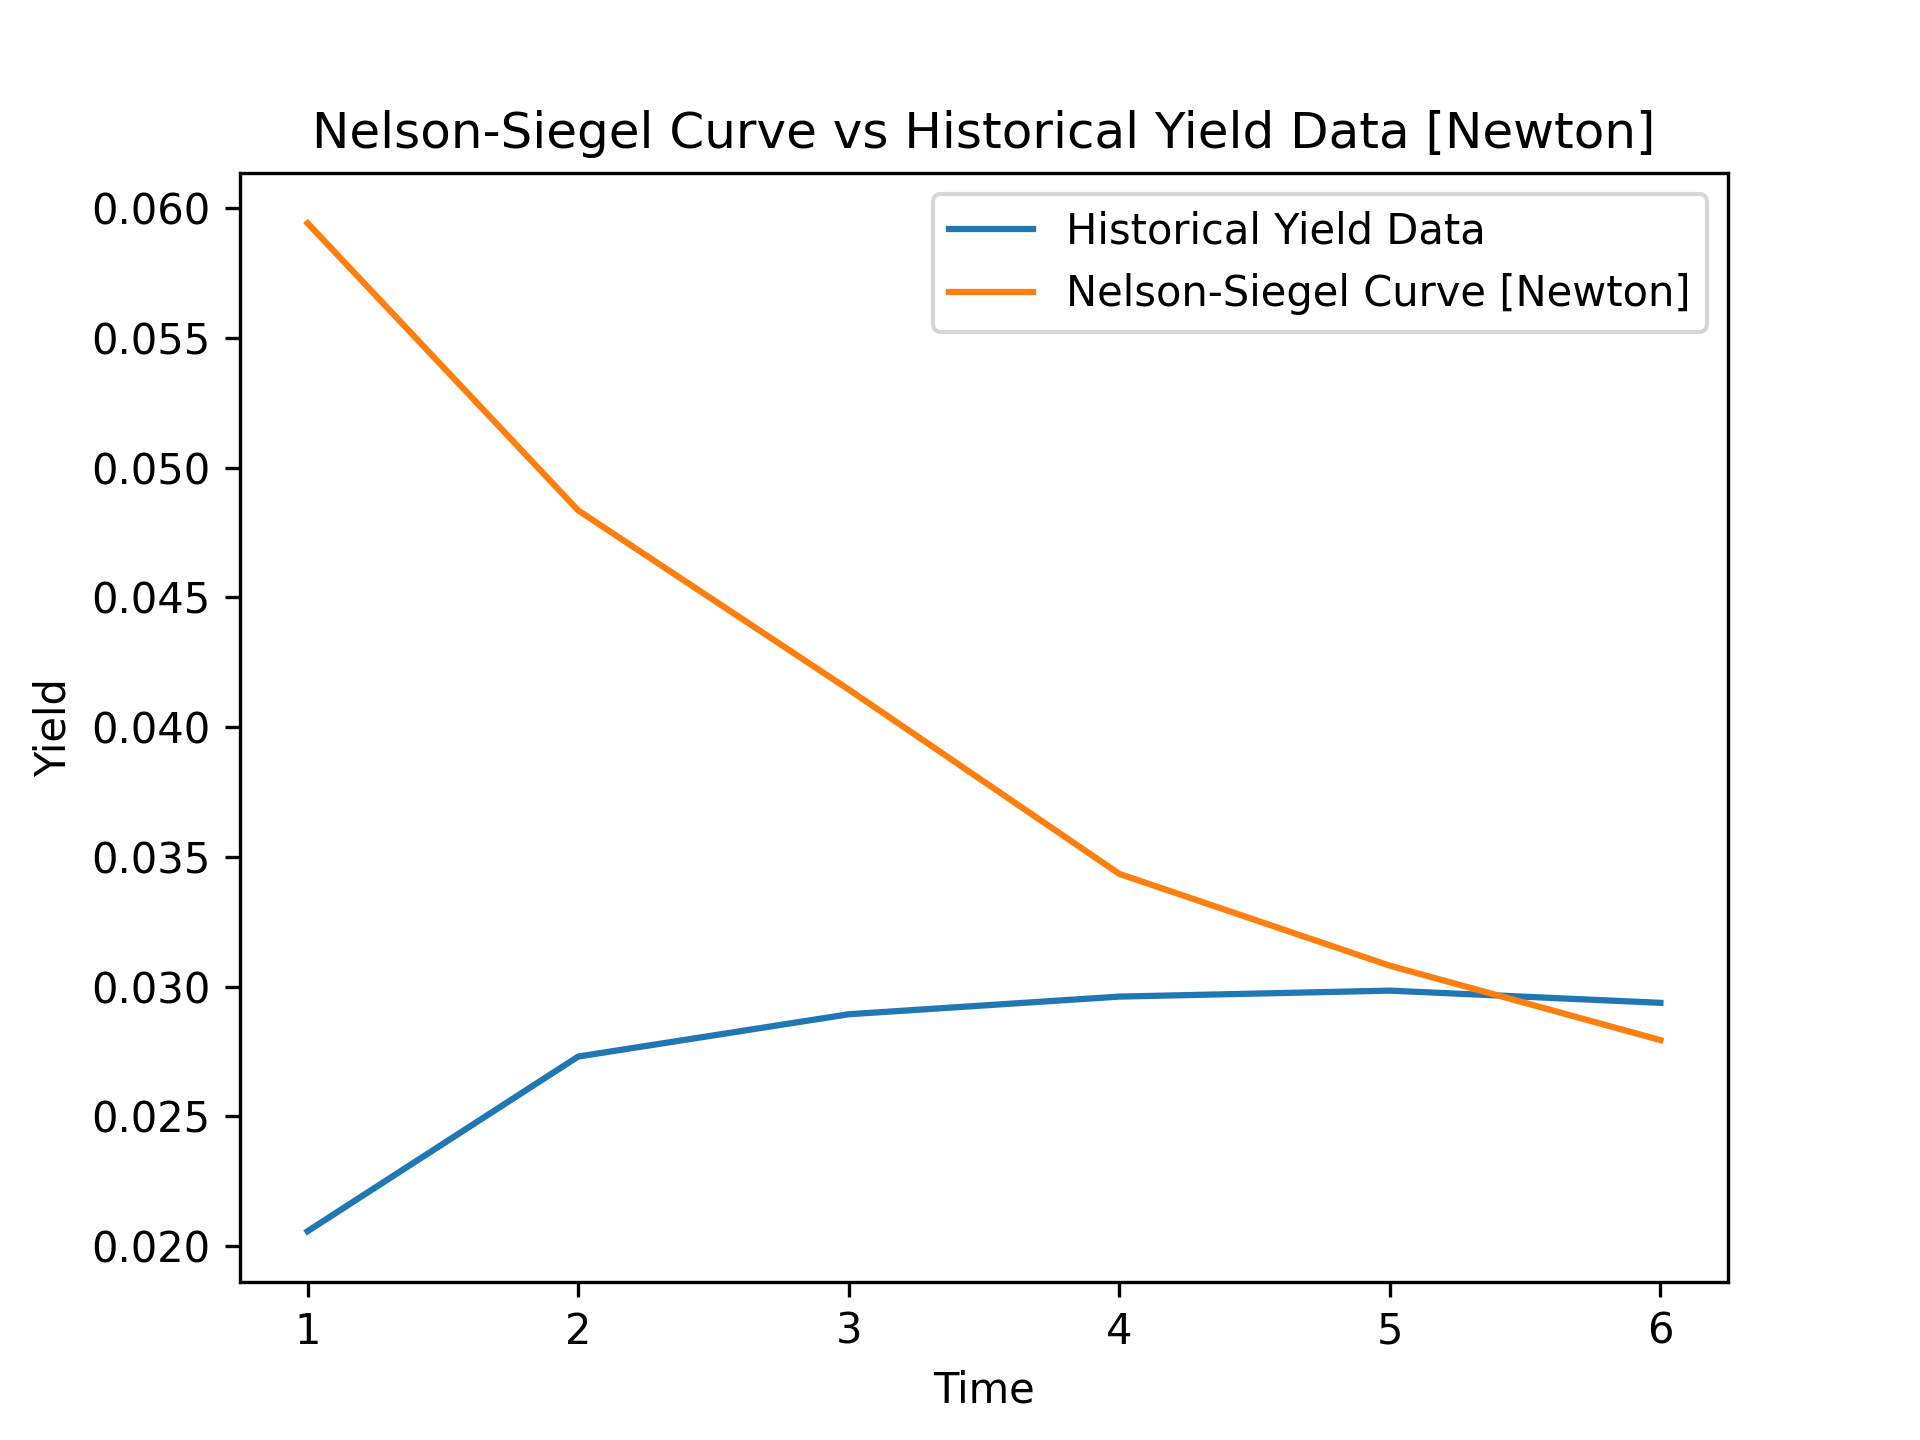 Nelson-Siegel Curve vs Historical Yield Data [Newton]
Historical Yield Data
Nelson-Siegel Curve [Newton]
0.060
0.055
0.050
0.045
0.040
0.035
0.030
0.025
0.020
Yield
1 2 3 4 5 6
Time